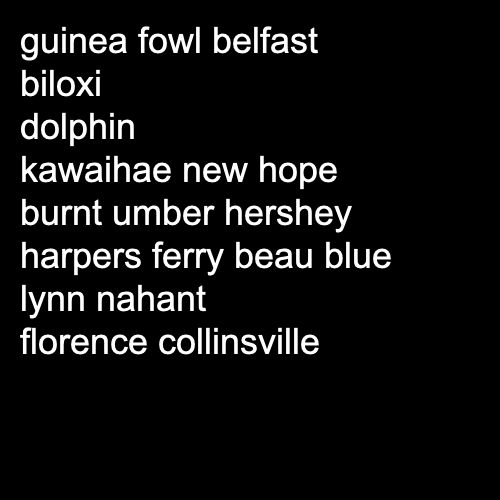 guinea fowl belfast
biloxi
dolphin
kawaihae new hope
burnt umber hershey
harpers ferry beau blue
lynn nahant
florence collinsville